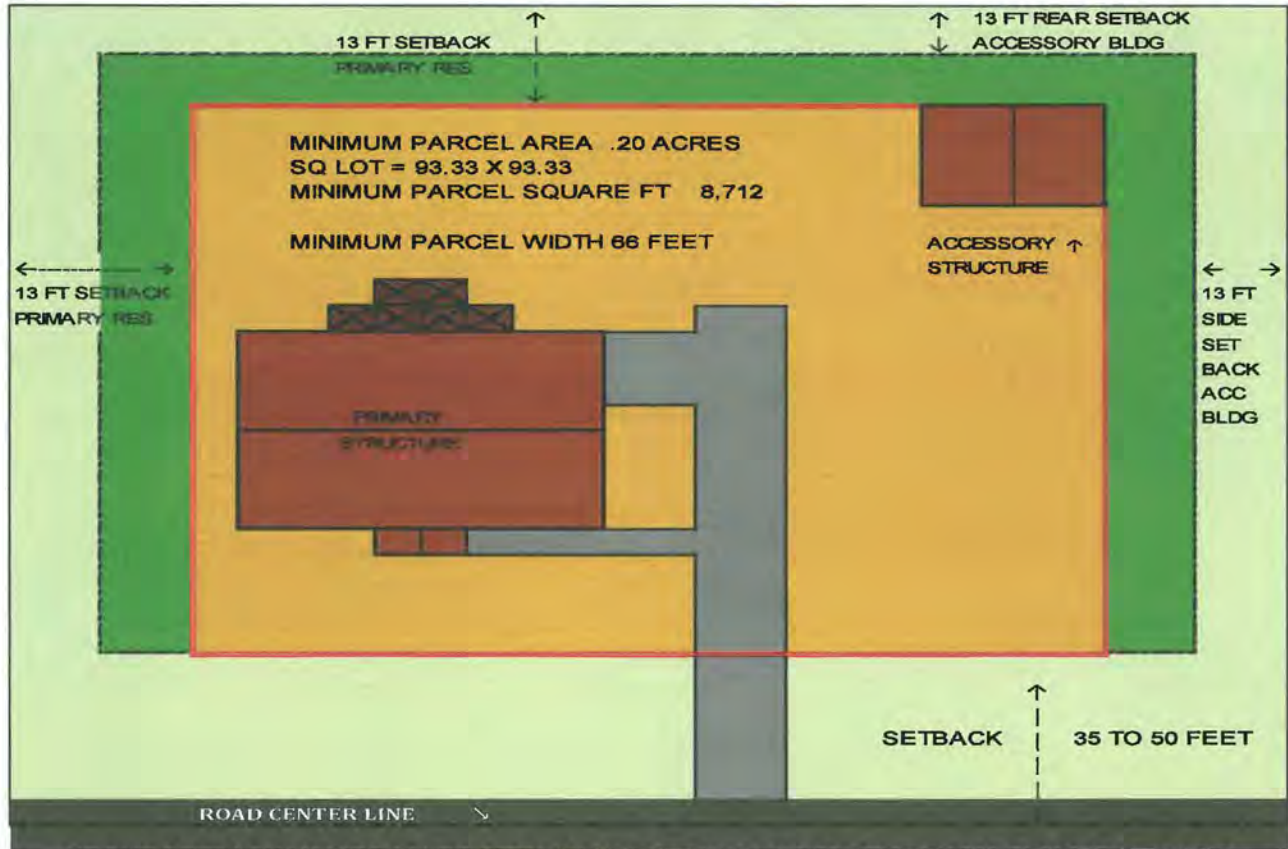 13 FT SETBACK
PRIMARY RES
13 FT REAR SETBACK
ACCESSORY BLDG
MINIMUM PARCEL AREA .20 ACRES
SQ LOT = 93.33 X 93.33
MINIMUM PARCEL SQUARE FT 8,712
MINIMUM PARCEL WIDTH 66 FEET
ACCESSORY
STRUCTURE
13 FT SETBACK
PRIMARY RES
13 FT
SIDE
SET
BACK
ACC
BLDG
PRIMARY
STRUCTURE
SETBACK 35 TO 50 FEET
ROAD CENTER LINE